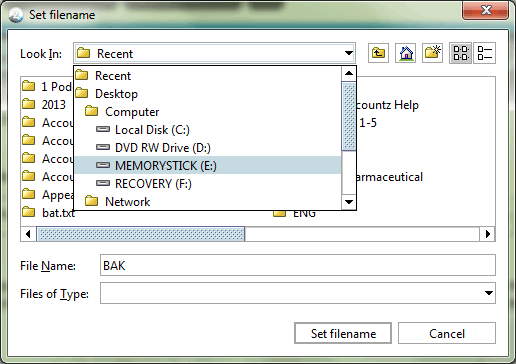 Set filename
Look In: Recent
Recent
1 Pod
Desktop
2013
Computer
countz Help
Accou
Local Disk (C:)
1-5
Accou
DVD RW Drive (D:)
Accou
MEMORYSTICK (E:)
Accou
RECOVERY (F:)
armaceutical
Appea
Network
bat.txt
ENG
File Name: BAK
Files of Type:
Set filename
Cancel